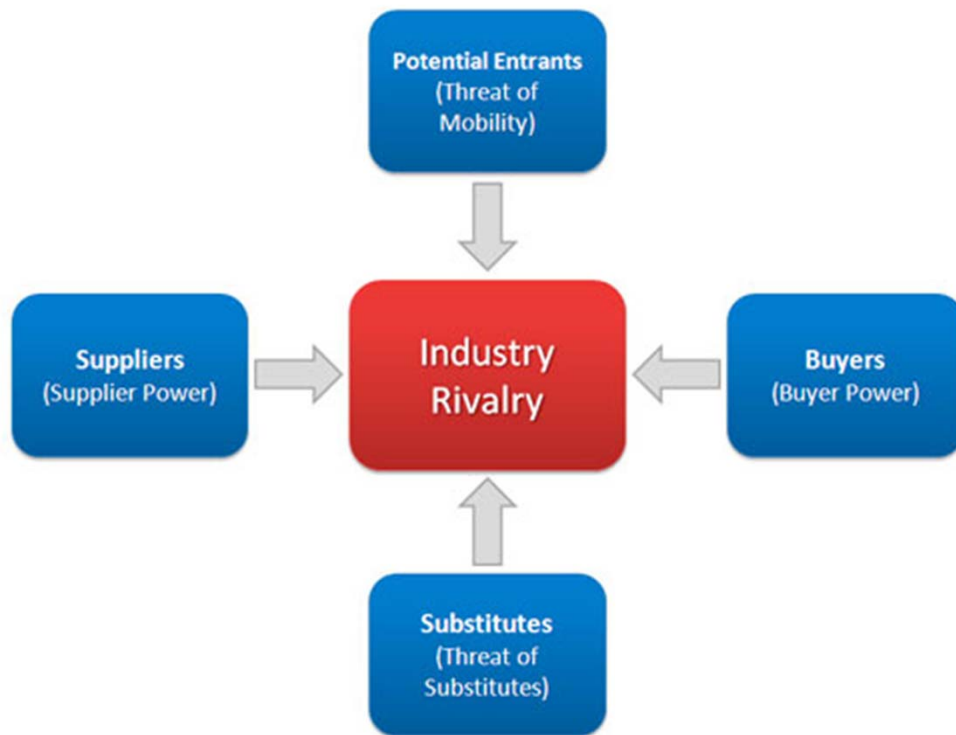 Potential Entrants
(Threat of
Mobility)
Suppliers
(Supplier Power)
Industry
Rivalry
Buyers
(Buyer Power)
Substitutes
(Threat of
Substitutes)